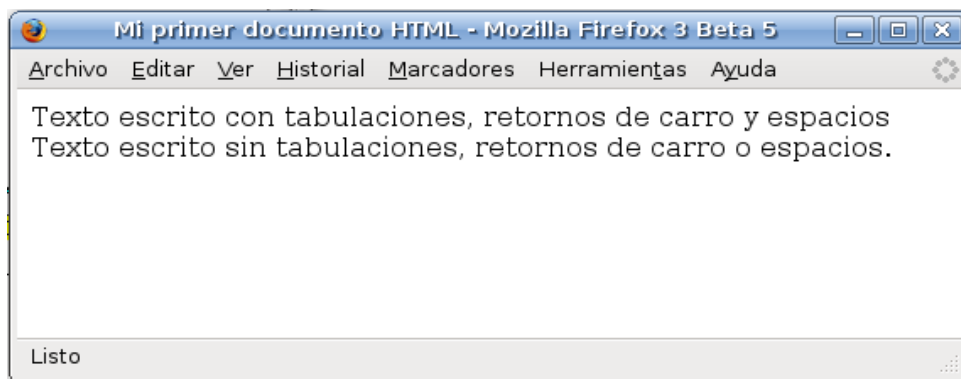 Mi primer documento HTML - Mozilla Firefox 3 Beta 5
Archivo Editar Ver Historial Marcadores Herramientas Ayuda
Texto escrito con tabulaciones, retornos de carro y espacios
Texto escrito sin tabulaciones, retornos de carro o espacios.
Listo